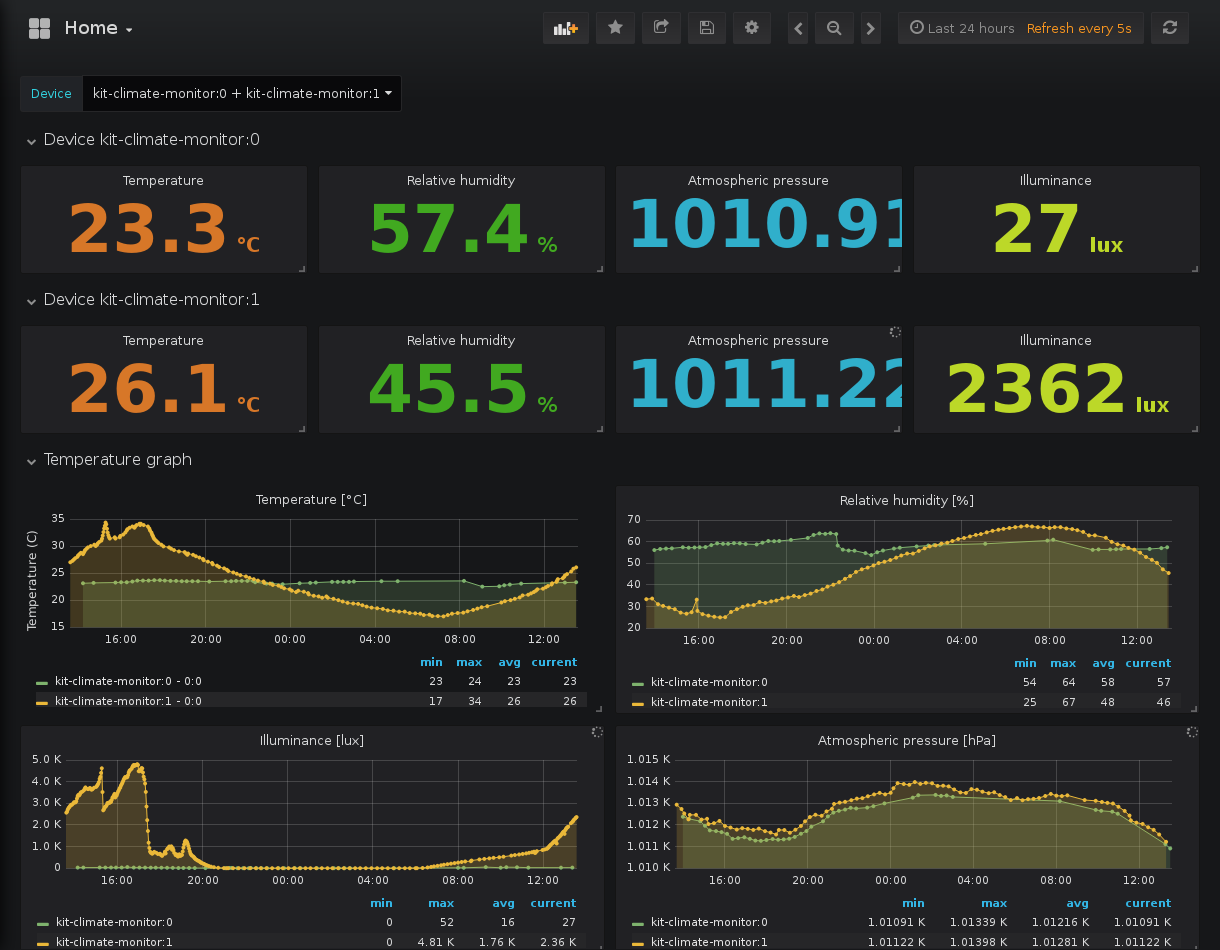 Home
Last 24 hours Refresh every 5s
Device kit-climate-monitor:0 + kit-climate-monitor:1
Device kit-climate-monitor:0
Temperature Relative humidity Atmospheric pressure Illuminance
23.3 °C 57.4 % 1010.91 27 lux
Device kit-climate-monitor:1
Temperature Relative humidity Atmospheric pressure Illuminance
26.1 °C 45.5 % 1011.22 2362 lux
Temperature graph
Temperature [°C]
Temperature (C)
35
30
25
20
15
16:00 20:00 00:00 04:00 08:00 12:00
min max avg current
kit-climate-monitor:0 - 0:0 23 24 23 23
kit-climate-monitor:1 - 0:0 17 34 26 26
Relative humidity [%]
70
60
50
40
30
20
16:00 20:00 00:00 04:00 08:00 12:00
min max avg current
kit-climate-monitor:0 54 64 58 57
kit-climate-monitor:1 25 67 48 46
Illuminance [lux]
5.0 K
4.0 K
3.0 K
2.0 K
1.0 K
0
16:00 20:00 00:00 04:00 08:00 12:00
min max avg current
kit-climate-monitor:0 0 52 16 27
kit-climate-monitor:1 0 4.81 K 1.76 K 2.36 K
Atmospheric pressure [hPa]
1.015 K
1.014 K
1.013 K
1.012 K
1.011 K
1.010 K
16:00 20:00 00:00 04:00 08:00 12:00
min max avg current
kit-climate-monitor:0 1.01091 K 1.01339 K 1.01216 K 1.01091 K
kit-climate-monitor:1 1.01122 K 1.01398 K 1.01281 K 1.01122 K